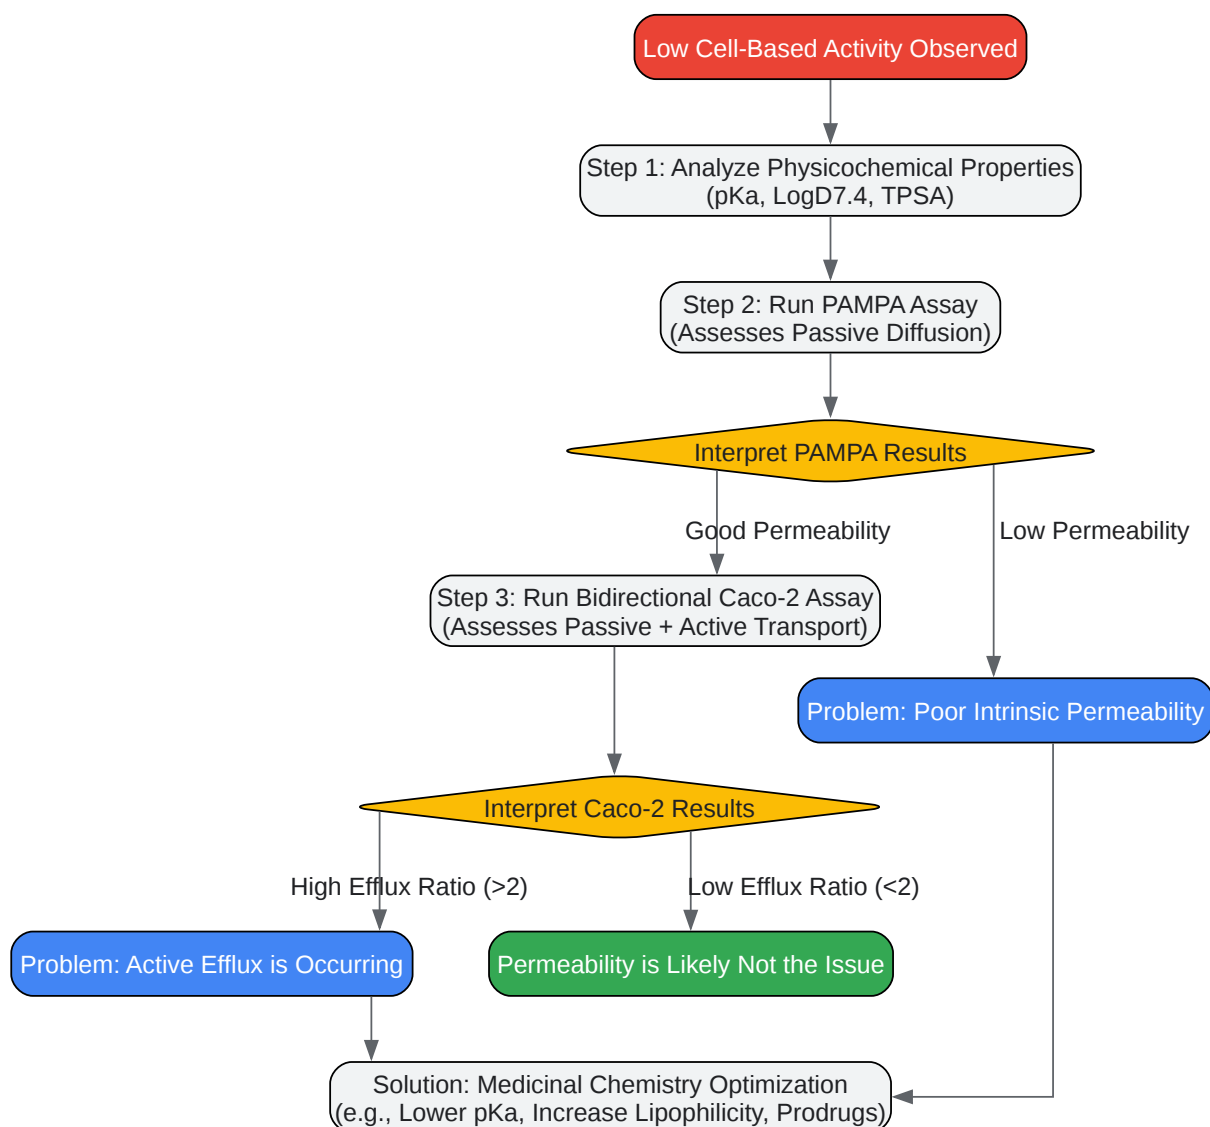 Low Cell-Based Activity Observed
Step 1: Analyze Physicochemical Properties
(pKa, LogD7.4, TPSA)
Step 2: Run PAMPA Assay
(Assesses Passive Diffusion)
Interpret PAMPA Results
Good Permeability
Low Permeability
Step 3: Run Bidirectional Caco-2 Assay
(Assesses Passive + Active Transport)
Problem: Poor Intrinsic Permeability
Interpret Caco-2 Results
High Efflux Ratio (>2)
Low Efflux Ratio (<2)
Problem: Active Efflux is Occurring
Permeability is Likely Not the Issue
Solution: Medicinal Chemistry Optimization
(e.g., Lower pKa, Increase Lipophilicity, Prodrugs)